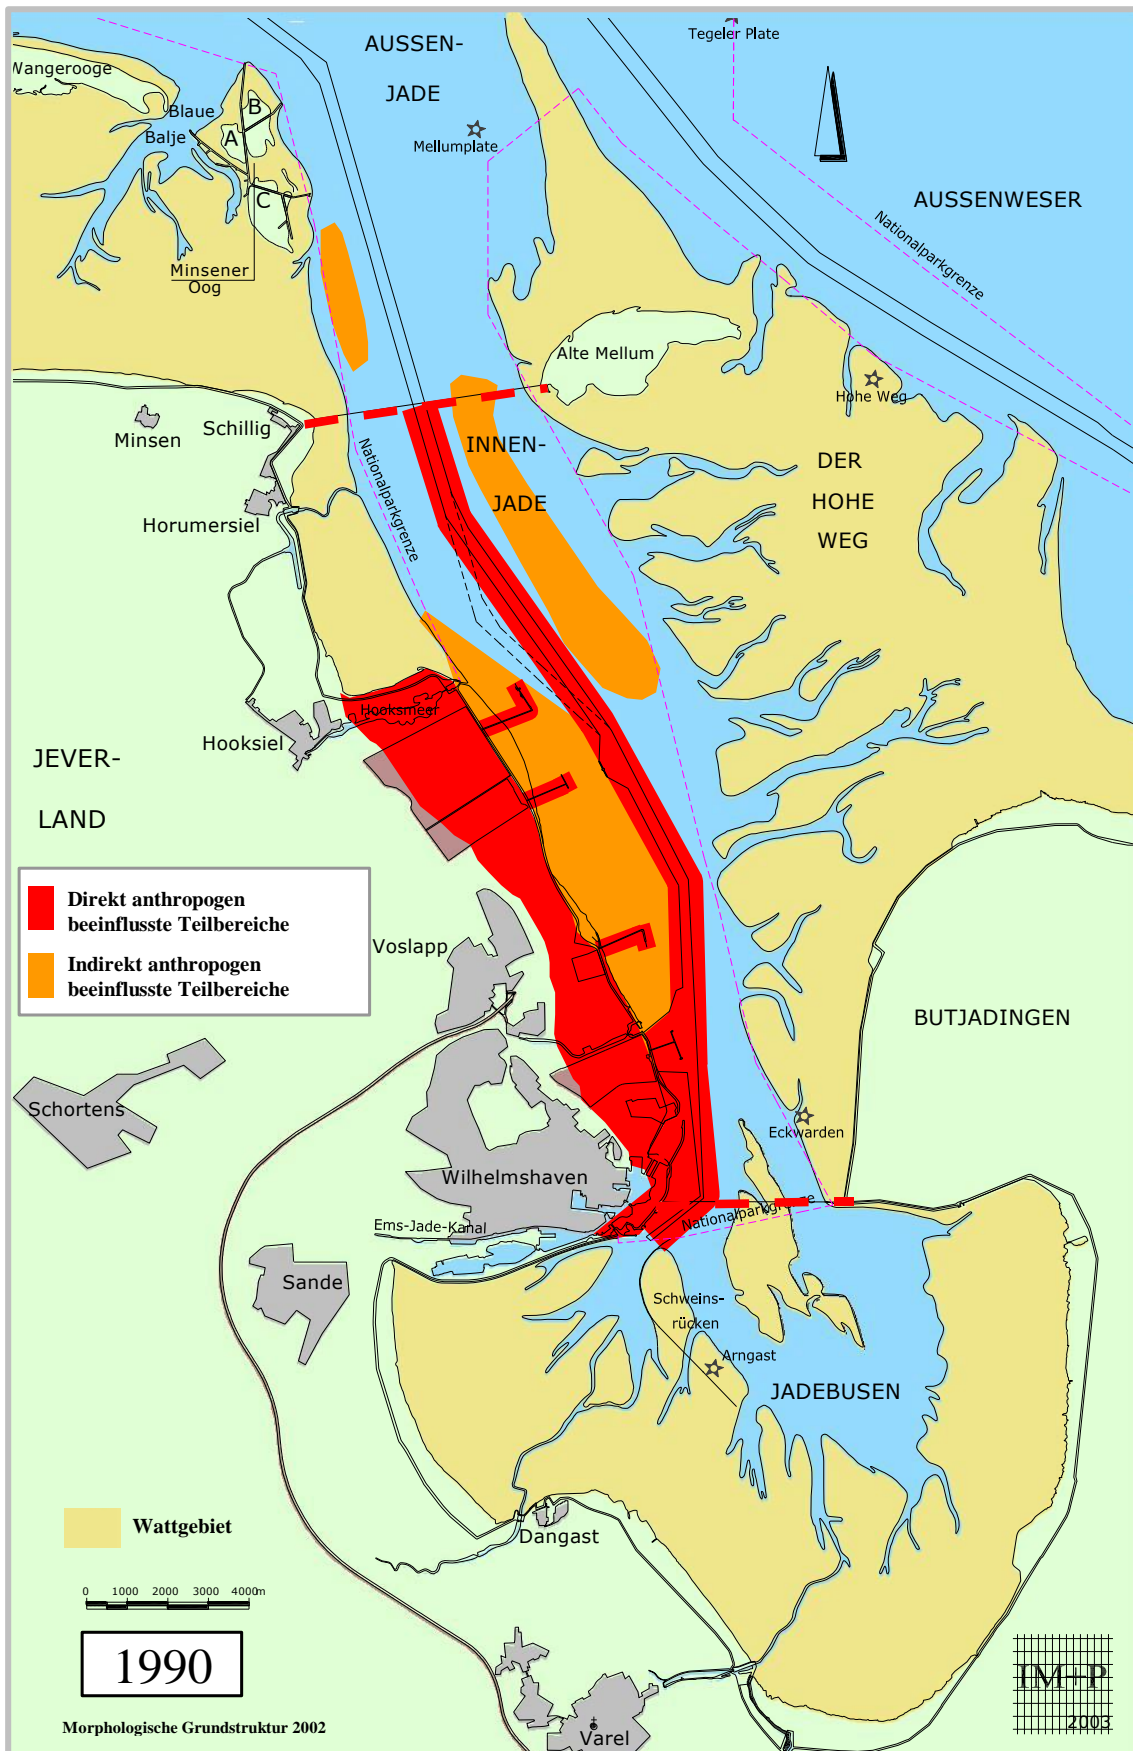 AUSSEN-
JADE
Tegeler Plate
Wangerooge
Blaue
Balje
A
B
C
Mellumplate
AUSSENWESER
Nationalparkgrenze
Minsener
Oog
Alte Mellum
Hohe Weg
Minsen
Schillig
INNEN-
JADE
DER
HOHE
WEG
Nationalparkgrenze
Horumersiel
Hooksmeer
Hooksiel
JEVER-
LAND
Direkt anthropogen
beeinflusste Teilbereiche
Indirekt anthropogen
beeinflusste Teilbereiche
Voslapp
BUTJADINGEN
Schortens
Eckwarden
Wilhelmshaven
Nationalparkgrenze
Ems-Jade-Kanal
Sande
Schweins-
rücken
Arngast
JADEBUSEN
Wattgebiet
Dangast
0 1000 2000 3000 4000m
1990
Morphologische Grundstruktur 2002
Varel
IM+P
2003